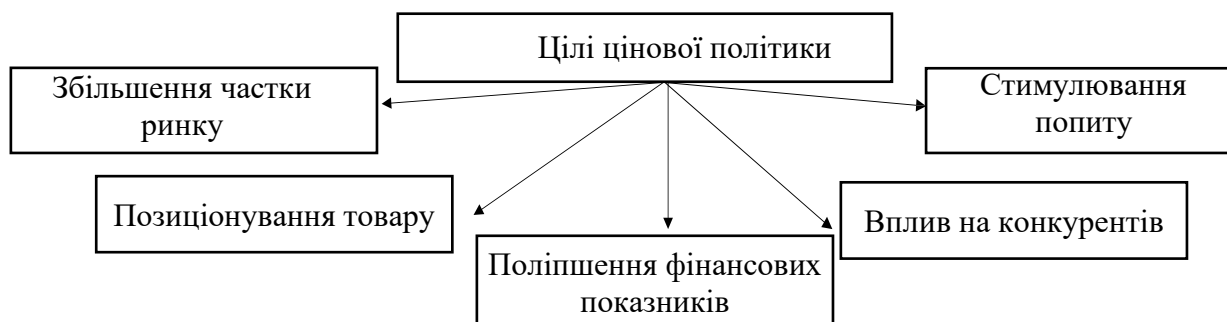 Цілі цінової політики
Збільшення частки
ринку
Стимулювання
попиту
Позиціонування товару
Вплив на конкурентів
Поліпшення фінансових
показників